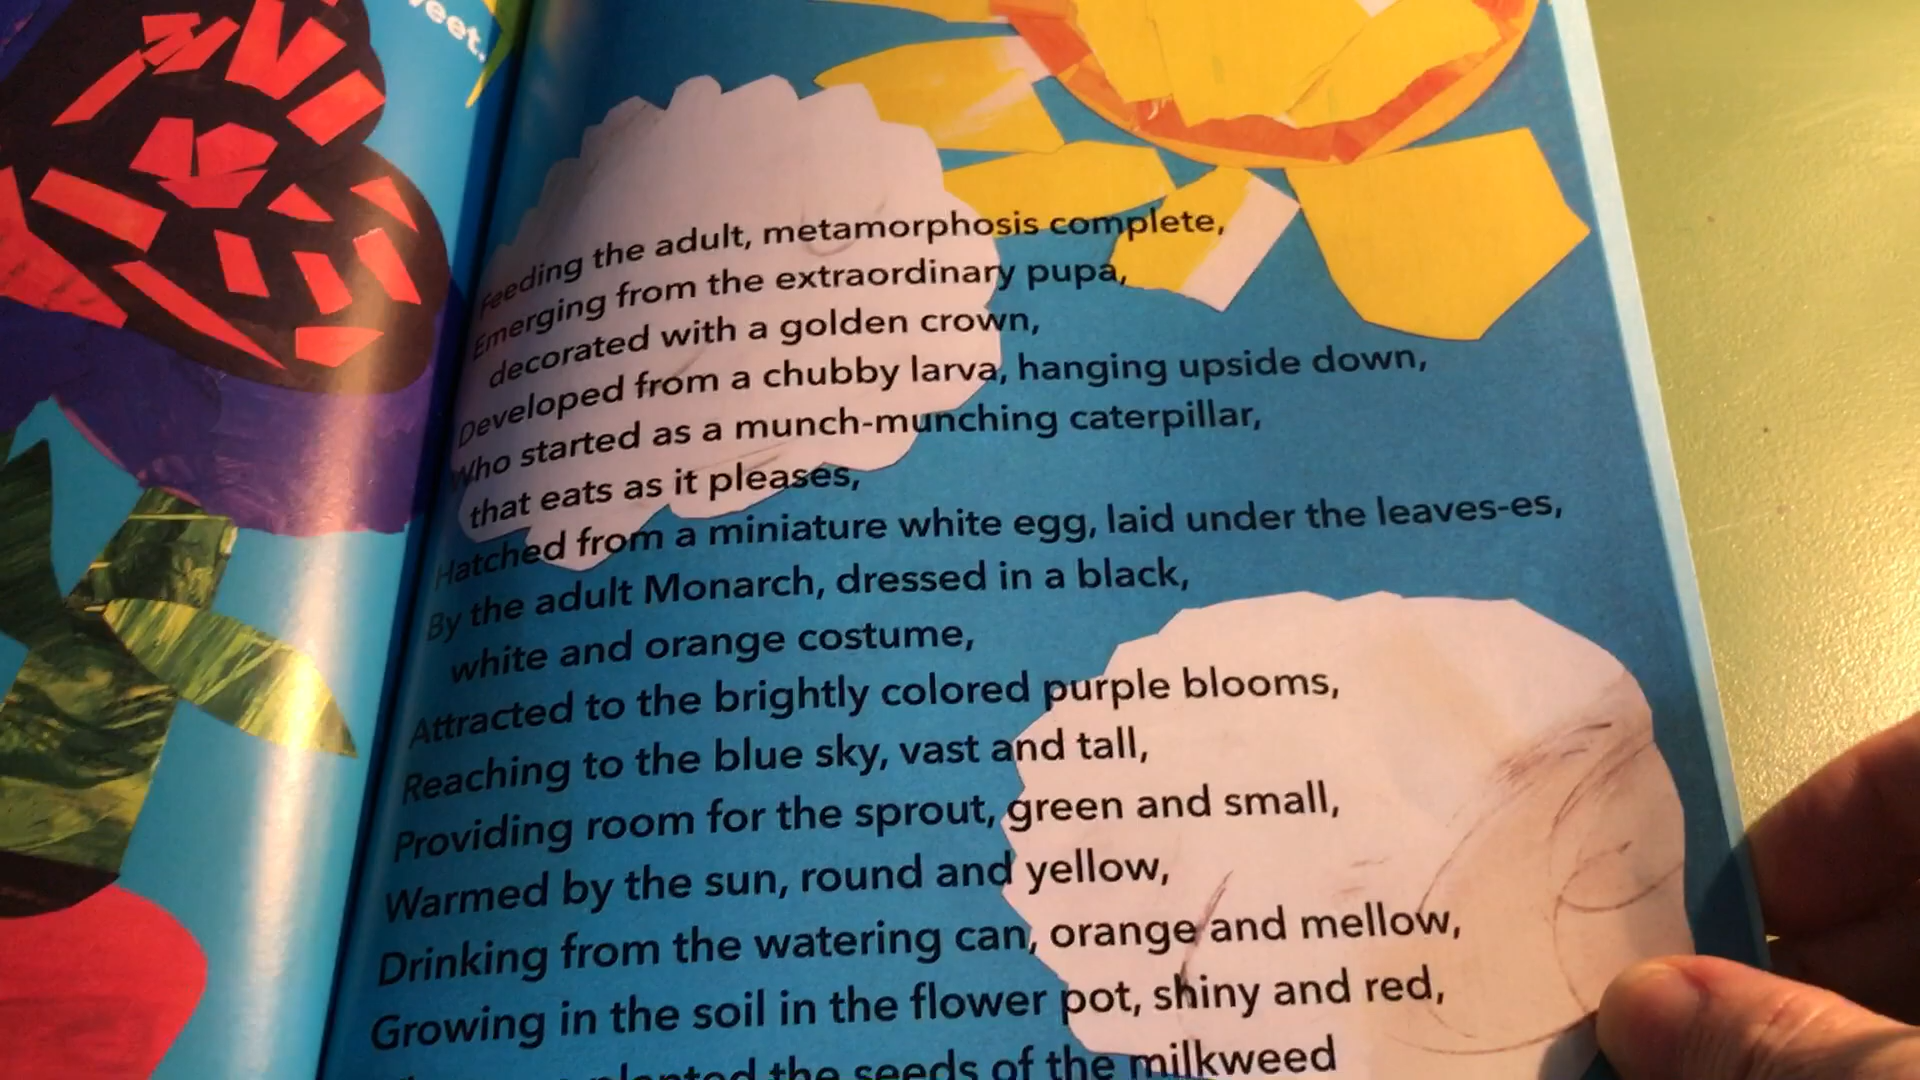 Feeding the adult, metamorphosis complete,
Emerging from the extraordinary pupa,
decorated with a golden crown,
Developed from a chubby larva, hanging upside down,
Who started as a munch-munching caterpillar,
that eats as it pleases,
Hatched from a miniature white egg, laid under the leaves-es,
By the adult Monarch, dressed in a black,
white and orange costume,
Attracted to the brightly colored purple blooms,
Reaching to the blue sky, vast and tall,
Providing room for the sprout, green and small,
Warmed by the sun, round and yellow,
Drinking from the watering can, orange and mellow,
Growing in the soil in the flower pot, shiny and red,
planted the seeds of the milkweed